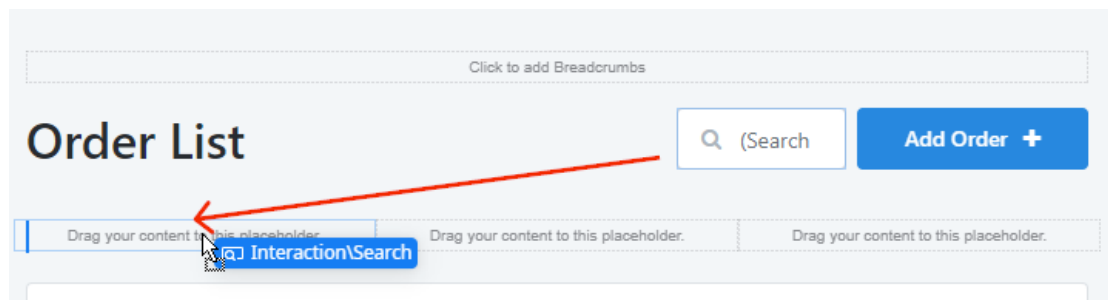 Click to add Breadcrumbs
Order List
(Search
Add Order
Drag your content to this placeholder.
Drag your content to this placeholder.
Drag your content to this placeholder.
Interaction\Search